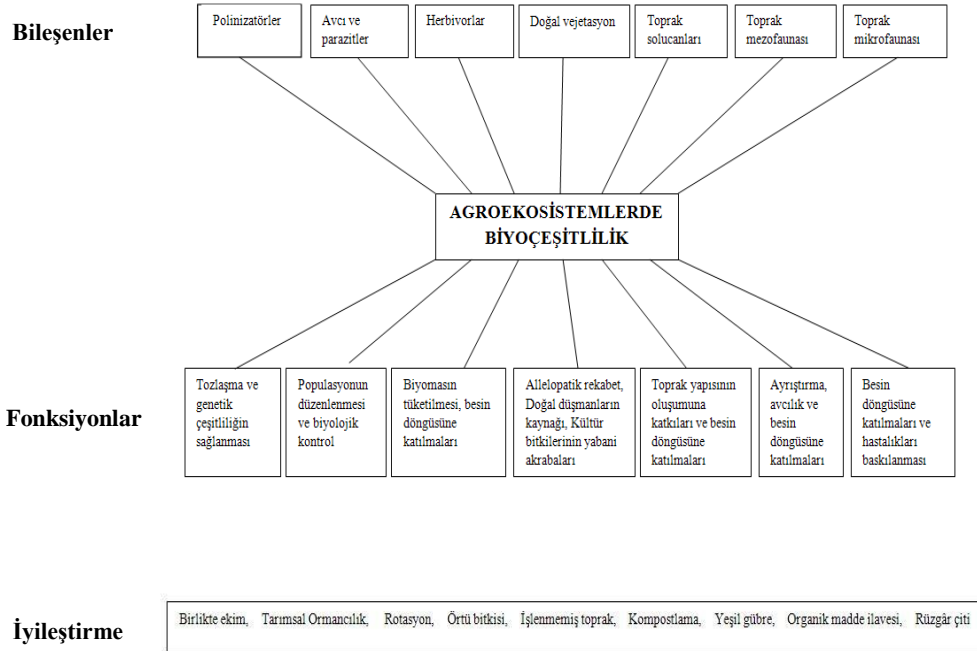 Bileşenler
Polinizatörler
Avcı ve
parazitler
Herbivorlar
Doğal vejetasyon
Toprak
solucanları
Toprak
mezofaunası
Toprak
mikrofaunası
AGROEKOSİSTEMLERDE
BİYOÇEŞİTLİLİK
Fonksiyonlar
Tozlaşma ve
genetik
çeşitliliğin
sağlanması
Populasyonun
düzenlenmesi
ve biyolojik
kontrol
Biyomasın
tüketilmesi, besin
döngüsüne
katılmaları
Allelopatik rekabet,
Doğal düşmanların
kaynağı, Kültür
bitkilerinin yabani
akrabaları
Toprak yapısının
oluşumuna
katkıları ve besin
döngüsüne
katılmaları
Ayrıştırma,
avcılık ve
besin
döngüsüne
katılmaları
Besin
döngüsüne
katılmaları ve
hastalıkları
baskılanması
İyileştirme
Birlikte ekim, Tarımsal Ormancılık, Rotasyon, Örtü bitkisi, İşlenmemiş toprak, Kompostlama, Yeşil gübre, Organik madde ilavesi, Rüzgâr çiti